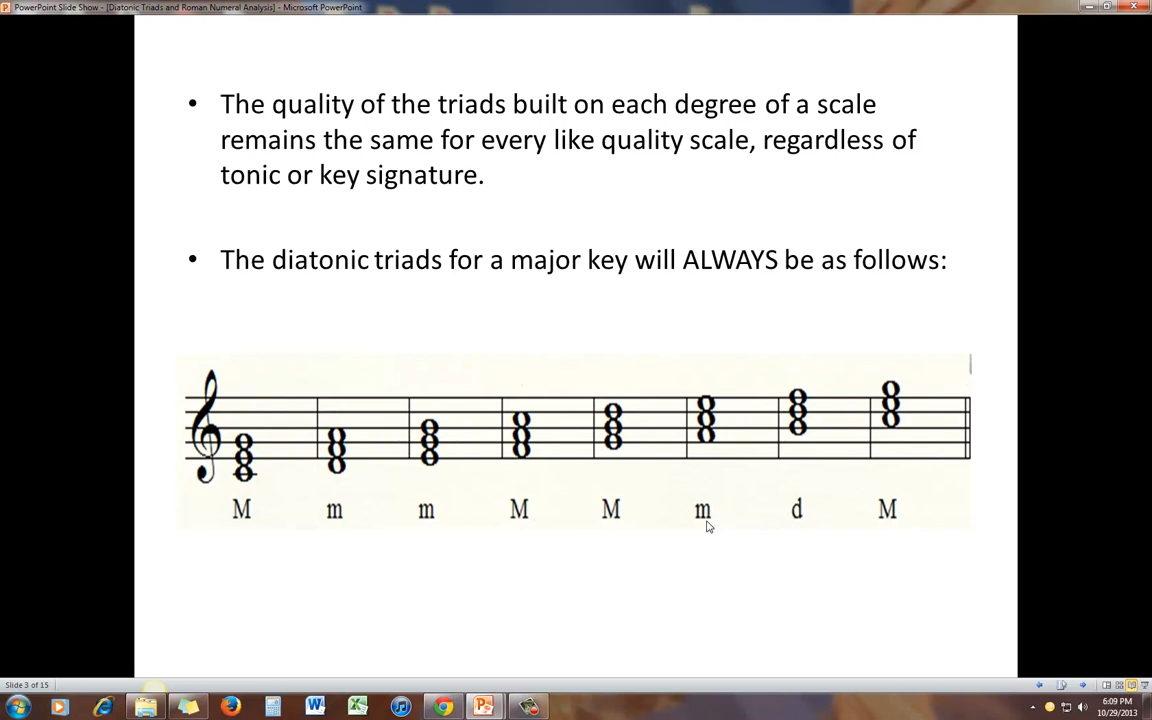 PowerPoint Slide Show - [Diatonic Triads and Roman Numeral Analysis] - Microsoft PowerPoint
• The quality of the triads built on each degree of a scale
remains the same for every like quality scale, regardless of
tonic or key signature.
• The diatonic triads for a major key will ALWAYS be as follows:
M m m M M m d M
Slide 3 of 15
6:09 PM
10/29/2013